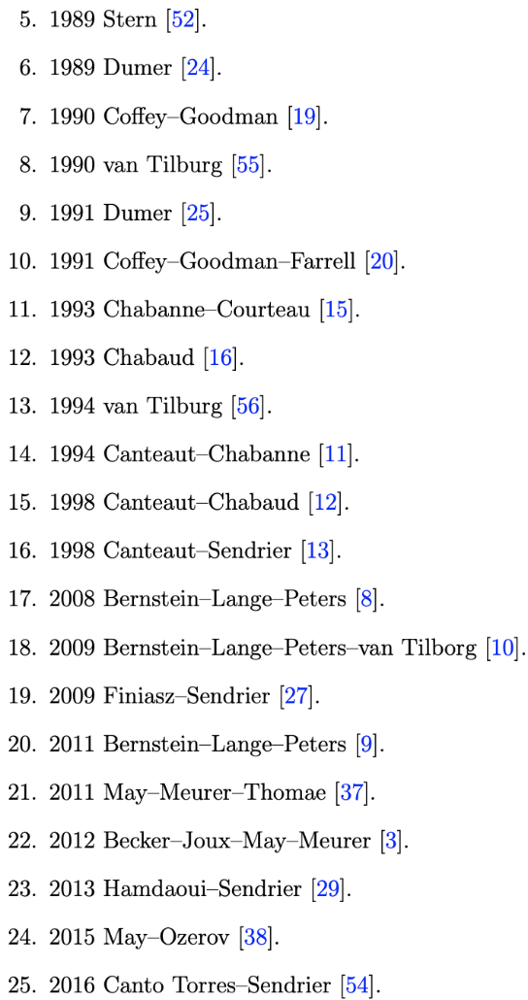 5. 1989 Stern [52].
6. 1989 Dumer [24].
7. 1990 Coffey–Goodman [19].
8. 1990 van Tilburg [55].
9. 1991 Dumer [25].
10. 1991 Coffey–Goodman–Farrell [20].
11. 1993 Chabanne–Courteau [15].
12. 1993 Chabaud [16].
13. 1994 van Tilburg [56].
14. 1994 Canteaut–Chabanne [11].
15. 1998 Canteaut–Chabaud [12].
16. 1998 Canteaut–Sendrier [13].
17. 2008 Bernstein–Lange–Peters [8].
18. 2009 Bernstein–Lange–Peters–van Tilborg [10].
19. 2009 Finiasz–Sendrier [27].
20. 2011 Bernstein–Lange–Peters [9].
21. 2011 May–Meurer–Thomae [37].
22. 2012 Becker–Joux–May–Meurer [3].
23. 2013 Hamdaoui–Sendrier [29].
24. 2015 May–Ozerov [38].
25. 2016 Canto Torres–Sendrier [54].